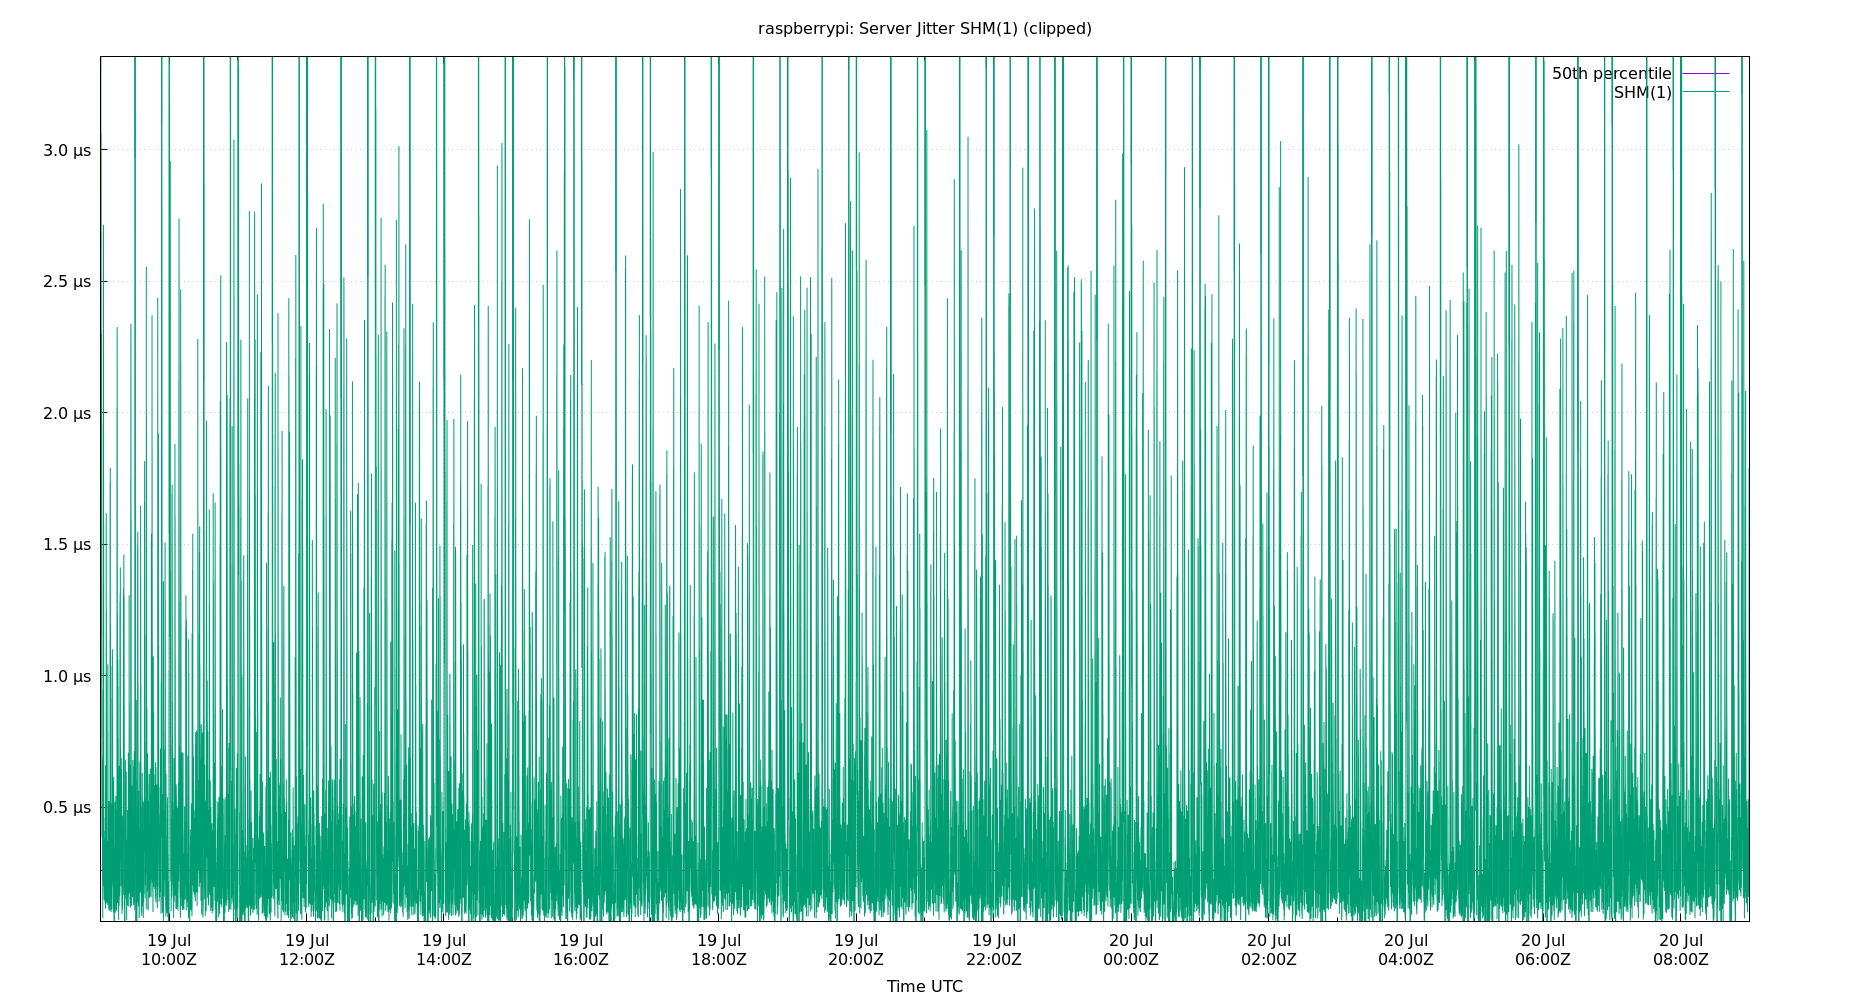 raspberrypi: Server Jitter SHM(1) (clipped)
50th percentile
SHM(1)
3.0 µs
2.5 µs
2.0 µs
1.5 µs
1.0 µs
0.5 µs
19 Jul 19 Jul 19 Jul 19 Jul 19 Jul 19 Jul 19 Jul 20 Jul 20 Jul 20 Jul 20 Jul 20 Jul
10:00Z 12:00Z 14:00Z 16:00Z 18:00Z 20:00Z 22:00Z 00:00Z 02:00Z 04:00Z 06:00Z 08:00Z
Time UTC